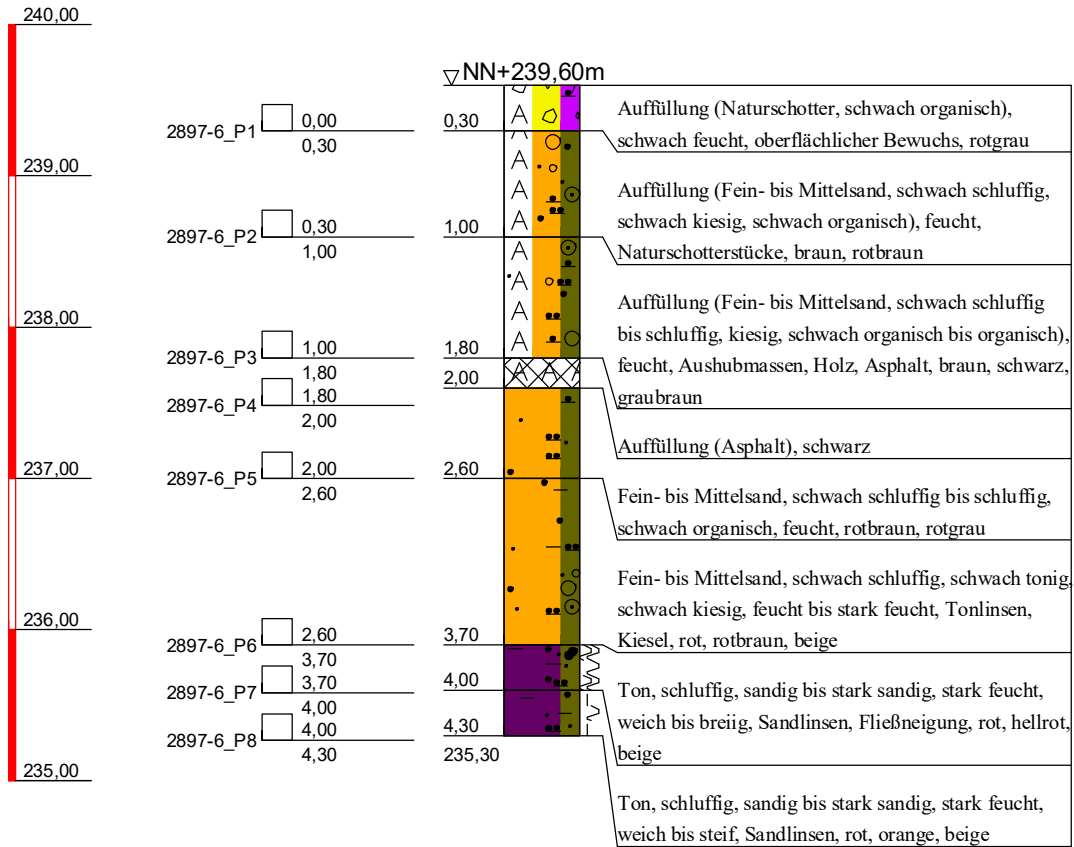 240,00
NN+239,60m
Auffüllung (Naturschotter, schwach organisch),
schwach feucht, oberflächlicher Bewuchs, rotgrau
2897-6_P1
0,00
0,30
0,30
239,00
Auffüllung (Fein- bis Mittelsand, schwach schluffig,
schwach kiesig, schwach organisch), feucht,
Naturschotterstücke, braun, rotbraun
2897-6_P2
0,30
1,00
1,00
238,00
Auffüllung (Fein- bis Mittelsand, schwach schluffig
bis schluffig, kiesig, schwach organisch bis organisch),
feucht, Aushubmassen, Holz, Asphalt, braun, schwarz,
graubraun
2897-6_P3
1,00
1,80
1,80
2897-6_P4
1,80
2,00
2,00
Auffüllung (Asphalt), schwarz
237,00
2897-6_P5
2,00
2,60
2,60
Fein- bis Mittelsand, schwach schluffig bis schluffig,
schwach organisch, feucht, rotbraun, rotgrau
236,00
Fein- bis Mittelsand, schwach schluffig, schwach tonig,
schwach kiesig, feucht bis stark feucht, Tonlinsen,
Kiesel, rot, rotbraun, beige
2897-6_P6
2,60
3,70
3,70
2897-6_P7
3,70
4,00
4,00
Ton, schluffig, sandig bis stark sandig, stark feucht,
weich bis breiig, Sandlinsen, Fließneigung, rot, hellrot,
beige
2897-6_P8
4,00
4,30
4,30
235,30
235,00
Ton, schluffig, sandig bis stark sandig, stark feucht,
weich bis steif, Sandlinsen, rot, orange, beige
A
A
A
A
A
A
A
A
A
A
A
A